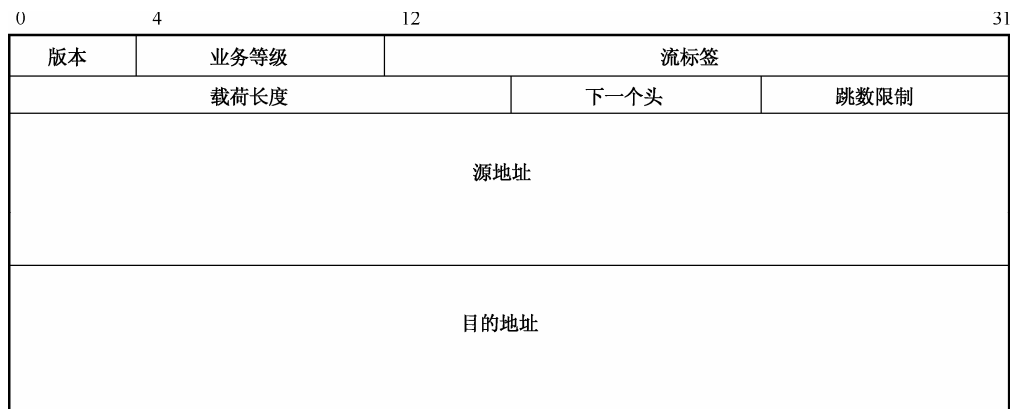 0 4 12 31
版本 业务等级 流标签
载荷长度 下一个头 跳数限制
源地址
目的地址